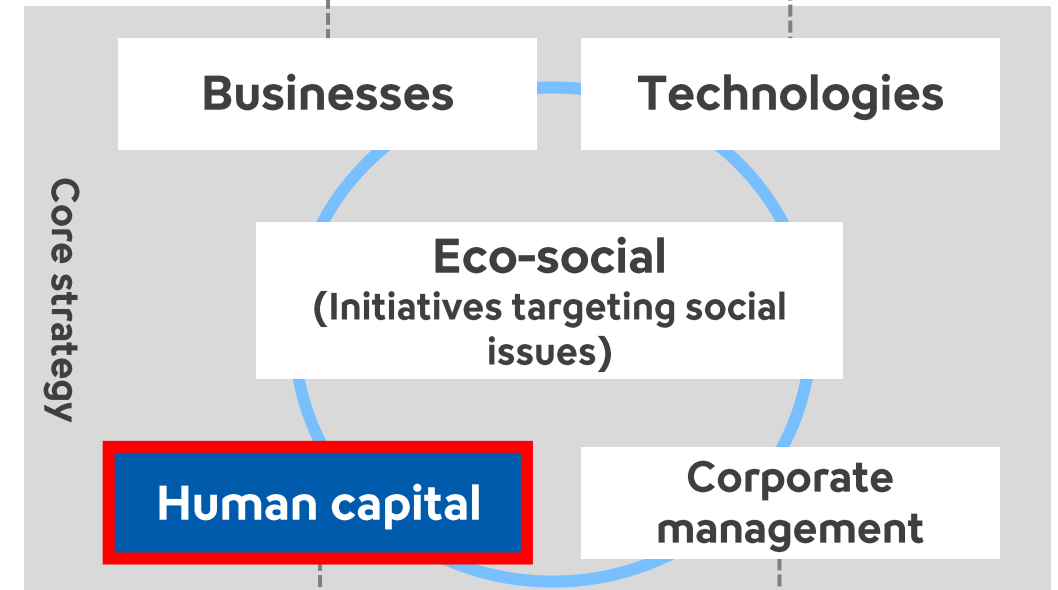 Businesses
Technologies
Core strategy
Eco-social
(Initiatives targeting social
issues)
Human capital
Corporate
management